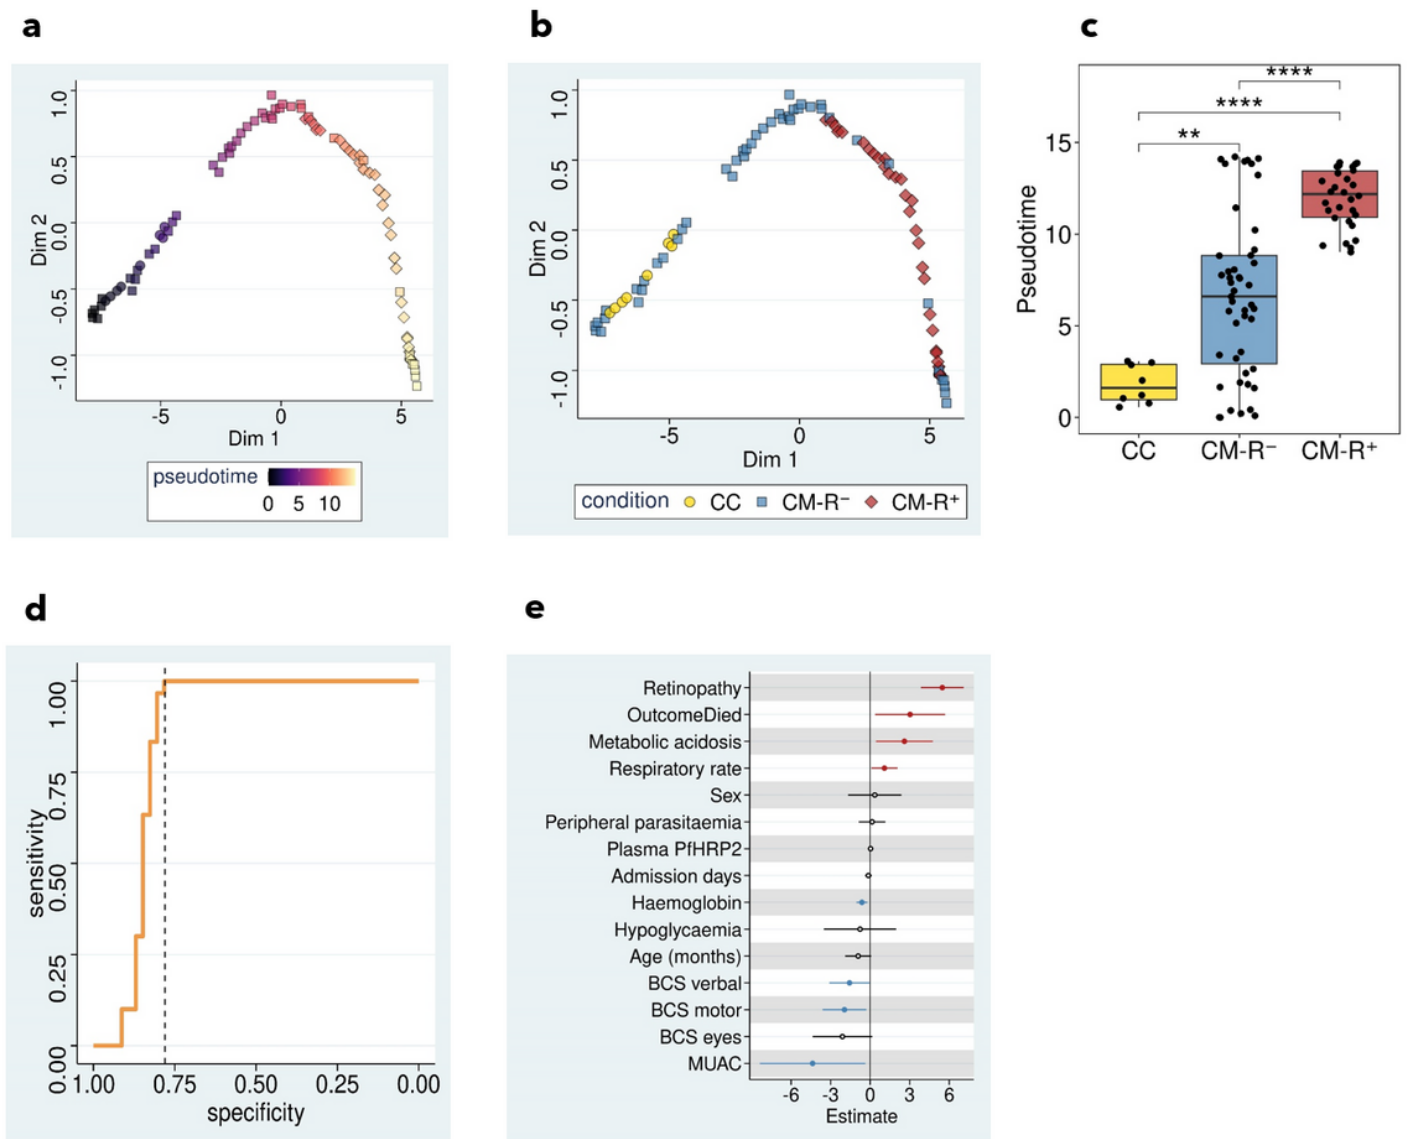 a
1.0
0.5
0.0
-0.5
-1.0
Dim 2
-5
0
5
Dim 1
pseudotime
0 5 10
b
1.0
0.5
0.0
-0.5
-1.0
Dim 2
-5
0
5
Dim 1
condition CC CM-R⁻ CM-R⁺
c
****
****
**
15
10
5
0
Pseudotime
CC CM-R⁻ CM-R⁺
d
1.00
0.75
0.50
0.25
0.00
sensitivity
1.00 0.75 0.50 0.25 0.00
specificity
e
Retinopathy
OutcomeDied
Metabolic acidosis
Respiratory rate
Sex
Peripheral parasitaemia
Plasma PfHRP2
Admission days
Haemoglobin
Hypoglycaemia
Age (months)
BCS verbal
BCS motor
BCS eyes
MUAC
-6 -3 0 3 6
Estimate